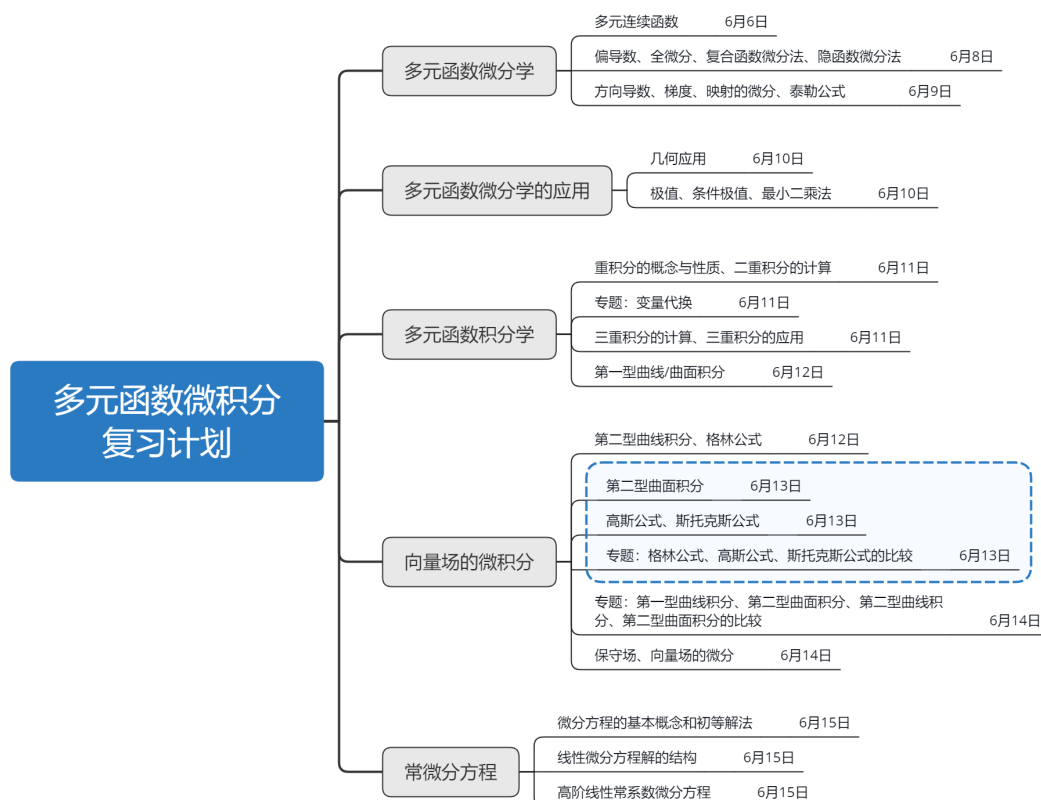 多元函数微积分
复习计划
多元函数微分学
多元连续函数 6月6日
偏导数、全微分、复合函数微分法、隐函数微分法 6月8日
方向导数、梯度、映射的微分、泰勒公式 6月9日
多元函数微分学的应用
几何应用 6月10日
极值、条件极值、最小二乘法 6月10日
多元函数积分学
重积分的概念与性质、二重积分的计算 6月11日
专题：变量代换 6月11日
三重积分的计算、三重积分的应用 6月11日
第一型曲线/曲面积分 6月12日
向量场的微积分
第二型曲线积分、格林公式 6月12日
第二型曲面积分 6月13日
高斯公式、斯托克斯公式 6月13日
专题：格林公式、高斯公式、斯托克斯公式的比较 6月13日
专题：第一型曲线积分、第二型曲面积分、第二型曲线积
分、第二型曲面积分的比较 6月14日
保守场、向量场的微分 6月14日
常微分方程
微分方程的基本概念和初等解法 6月15日
线性微分方程解的结构 6月15日
高阶线性常系数微分方程 6月15日